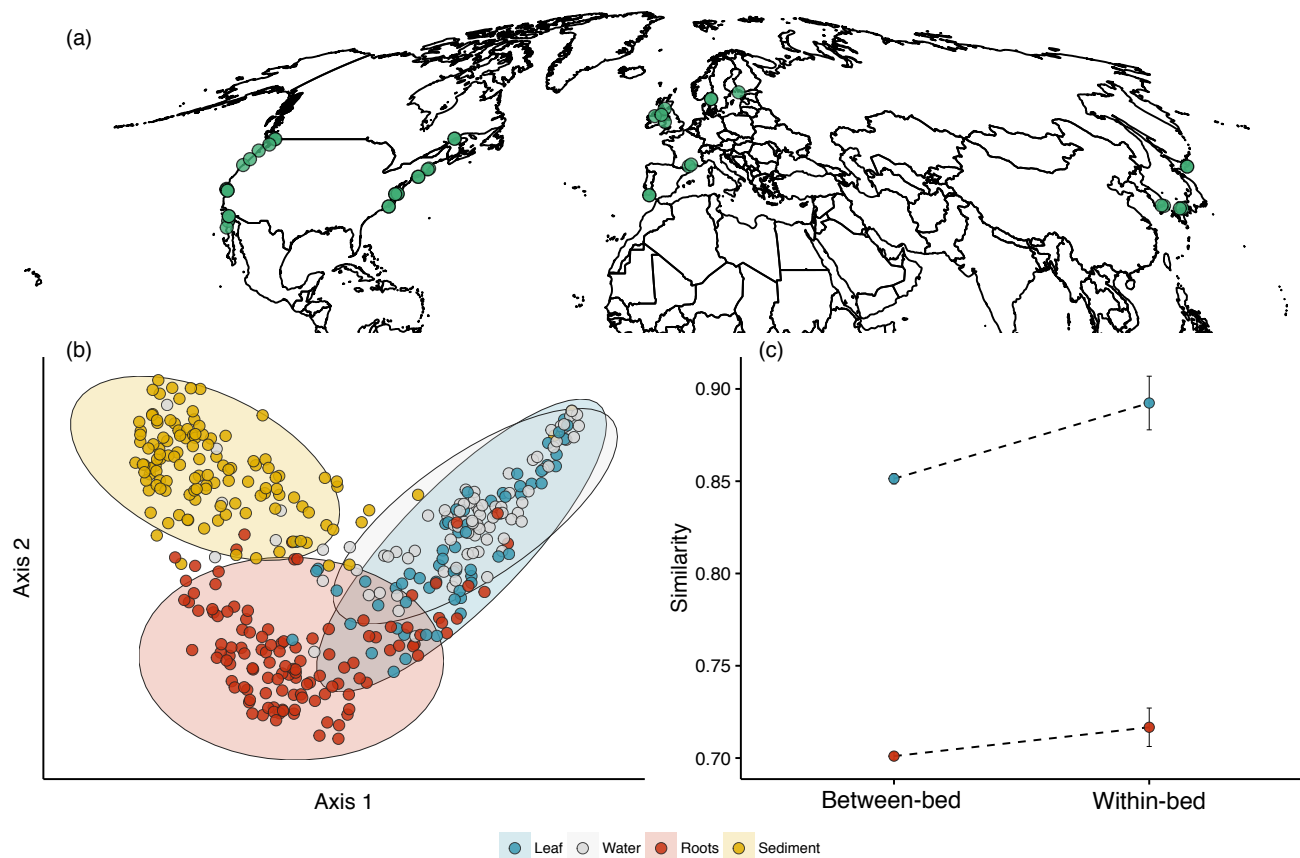 (a)
(b)
(c)
Axis 2
Axis 1
Similarity
0.90
0.85
0.80
0.75
0.70
Between-bed
Within-bed
Leaf
Water
Roots
Sediment